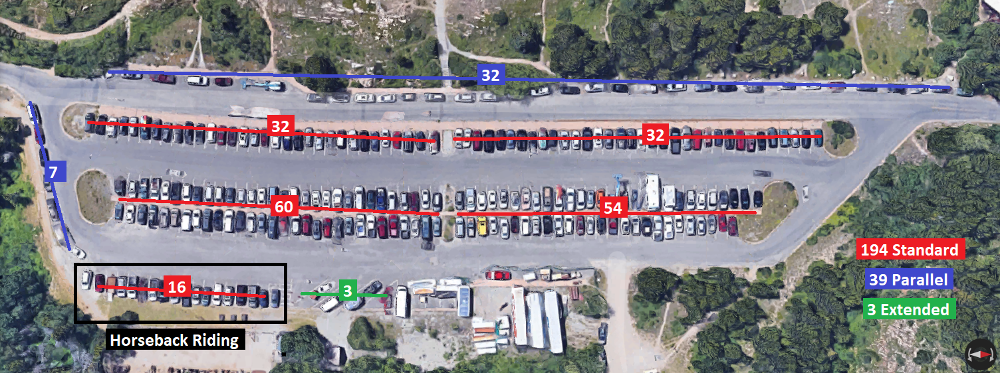 32
32
32
7
60
54
194 Standard
39 Parallel
3 Extended
16
3
Horseback Riding